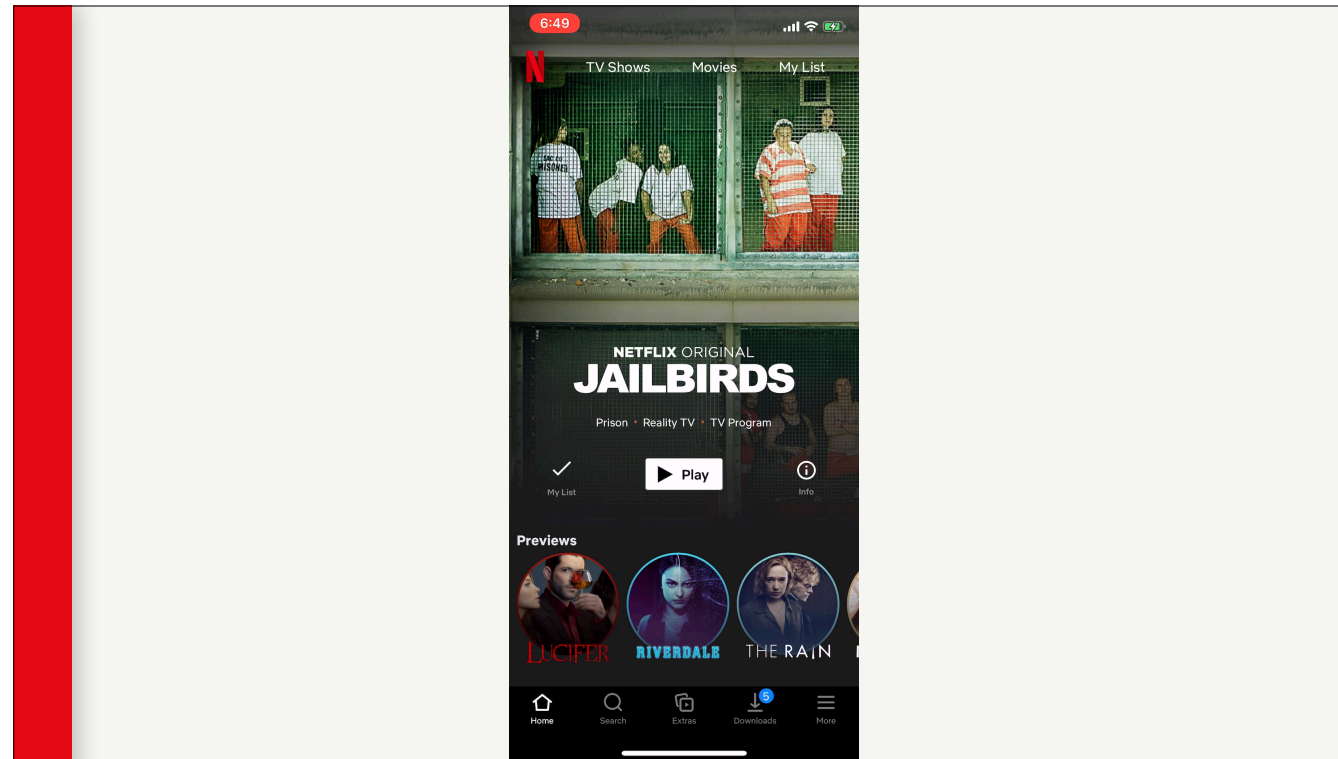 6:49
N
TV Shows Movies My List
PRISONER
NETFLIX ORIGINAL
JAILBIRDS
Prison • Reality TV • TV Program
My List
Play
Info
Previews
LUCIFER
RIVERDALE
THE RAIN
5
Home Search Extras Downloads More